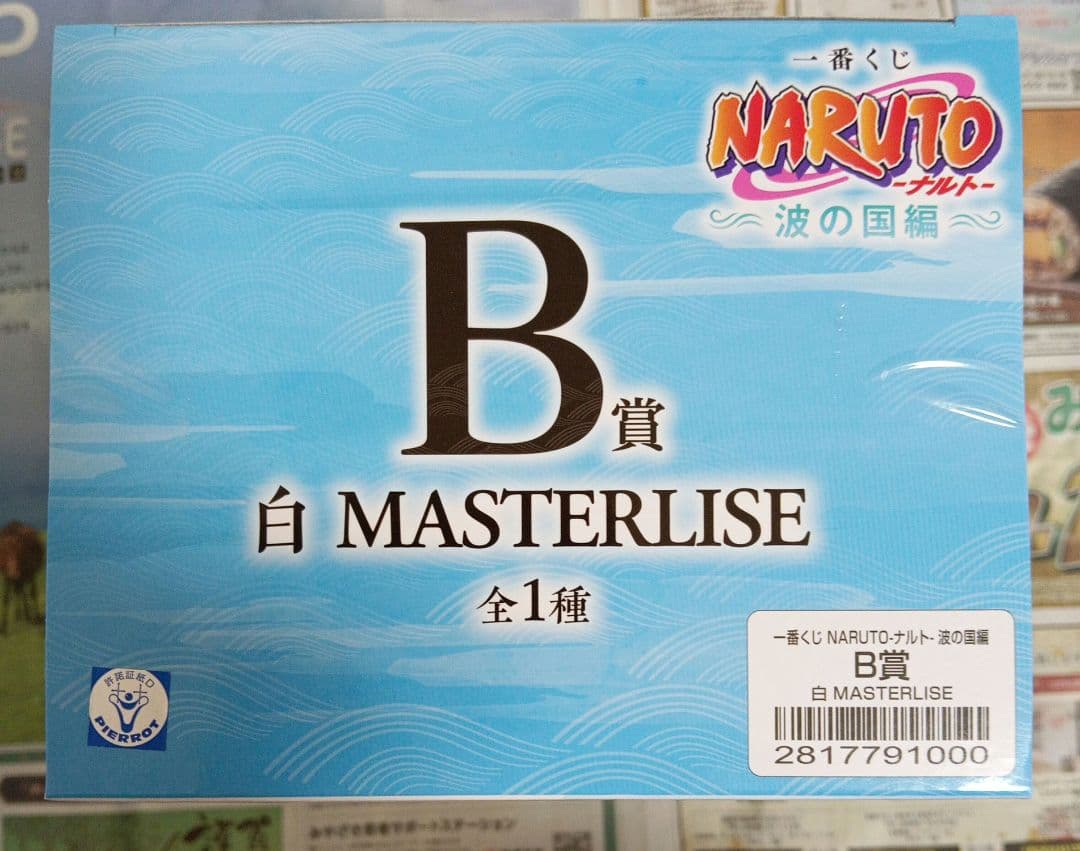 一番くじ
NARUTO
-ナルト-
波の国編
B賞
白 MASTERLISE
全1種
一番くじ NARUTO-ナルト- 波の国編
B賞
白 MASTERLISE
2817791000
許諾証紙D
PIERROT